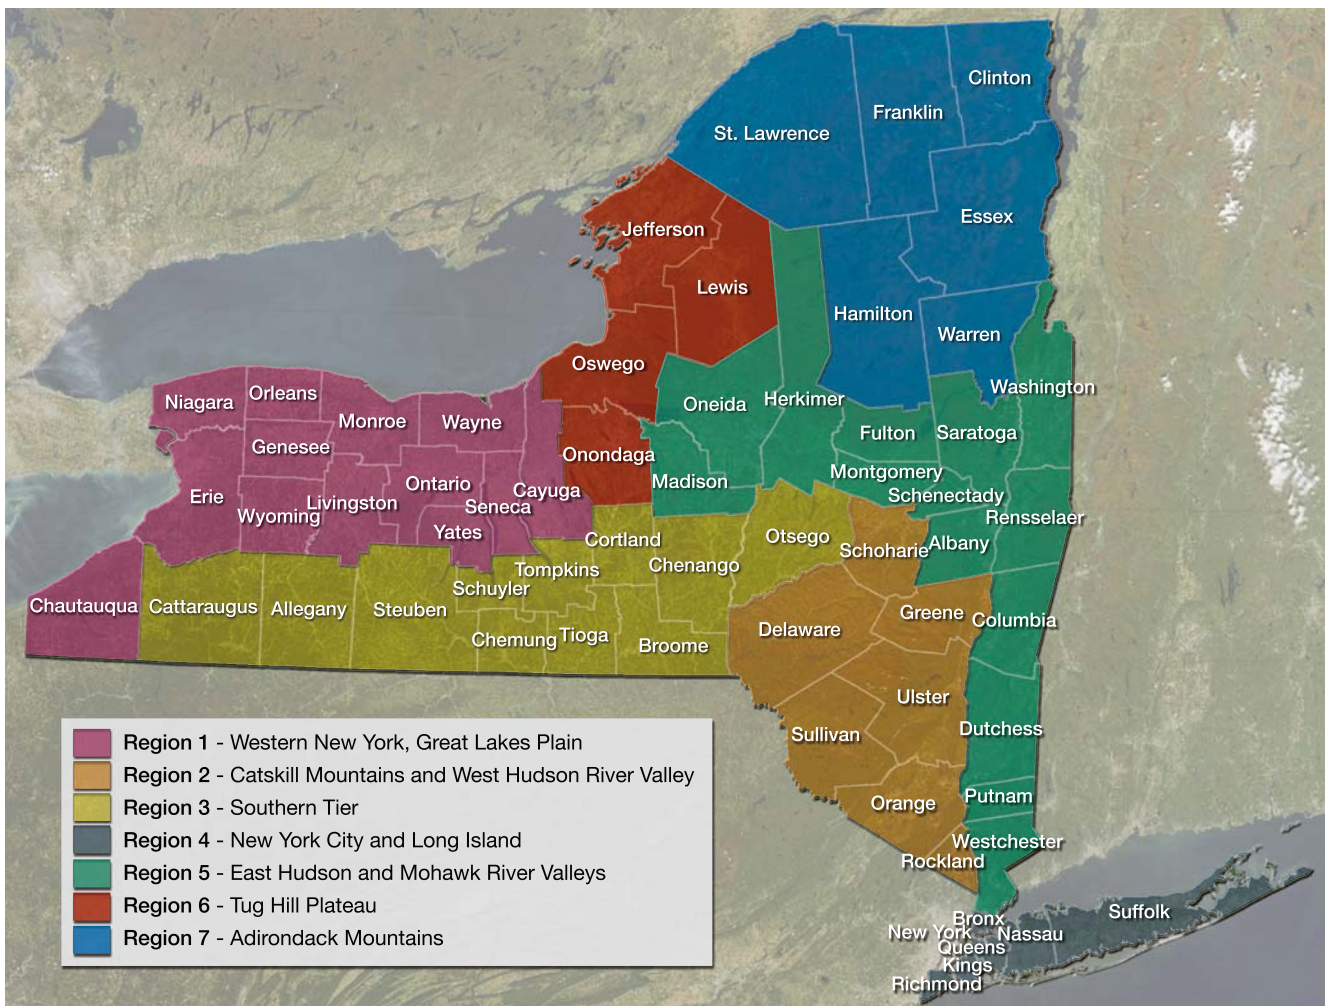 Clinton
Franklin
St. Lawrence
Essex
Jefferson
Lewis
Hamilton
Warren
Oswego
Washington
Niagara
Orleans
Herkimer
Oneida
Monroe
Wayne
Fulton
Saratoga
Genesee
Onondaga
Montgomery
Madison
Ontario
Cayuga
Erie
Schenectady
Livingston
Seneca
Wyoming
Rensselaer
Yates
Otsego
Cortland
Albany
Schoharie
Chenango
Tompkins
Schuyler
Chautauqua
Cattaraugus
Allegany
Steuben
Greene
Columbia
Delaware
Chemung
Tioga
Broome
Ulster
Dutchess
Sullivan
Putnam
Orange
Westchester
Rockland
Suffolk
Bronx
New York
Nassau
Queens
Kings
Richmond
Region 1 - Western New York, Great Lakes Plain
Region 2 - Catskill Mountains and West Hudson River Valley
Region 3 - Southern Tier
Region 4 - New York City and Long Island
Region 5 - East Hudson and Mohawk River Valleys
Region 6 - Tug Hill Plateau
Region 7 - Adirondack Mountains